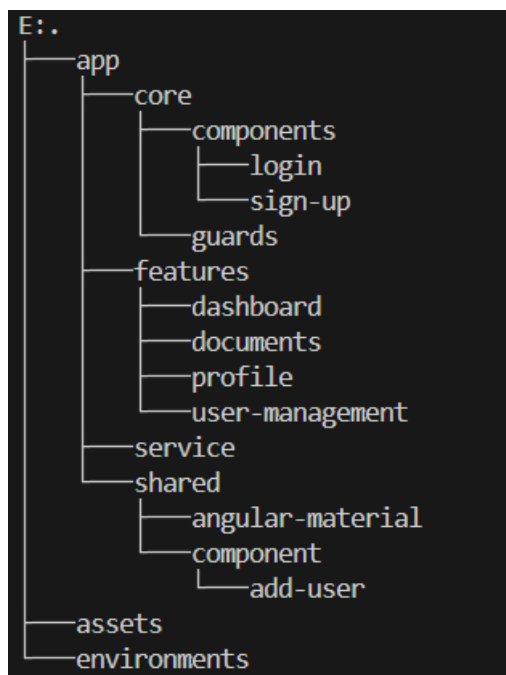 E:.
├───app
│   ├───core
│   │   ├───components
│   │   │   ├───login
│   │   │   └───sign-up
│   │   └───guards
│   ├───features
│   │   ├───dashboard
│   │   ├───documents
│   │   ├───profile
│   │   └───user-management
│   ├───service
│   └───shared
│       ├───angular-material
│       └───component
│           └───add-user
├───assets
└───environments